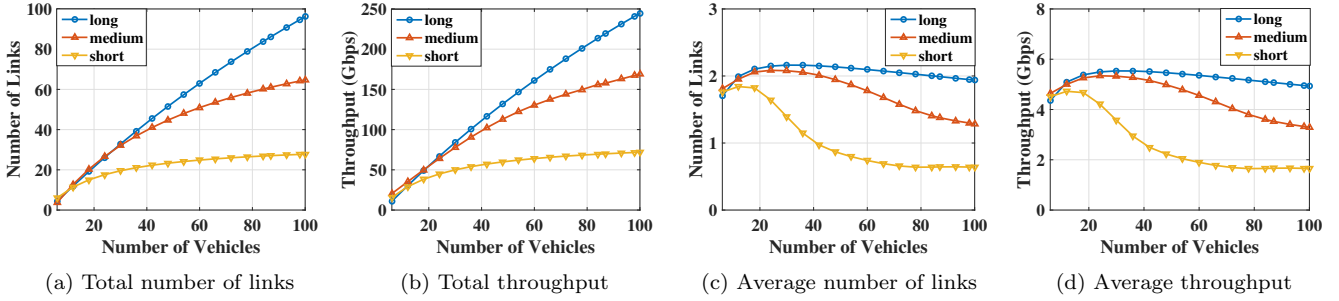 Number of Links
100
80
60
40
20
0
long
medium
short
20
40
60
80
100
Number of Vehicles
(a) Total number of links
Throughput (Gbps)
250
200
150
100
50
0
long
medium
short
20
40
60
80
100
Number of Vehicles
(b) Total throughput
Number of Links
3
2
1
0
long
medium
short
20
40
60
80
100
Number of Vehicles
(c) Average number of links
Throughput (Gbps)
8
6
4
2
0
long
medium
short
20
40
60
80
100
Number of Vehicles
(d) Average throughput